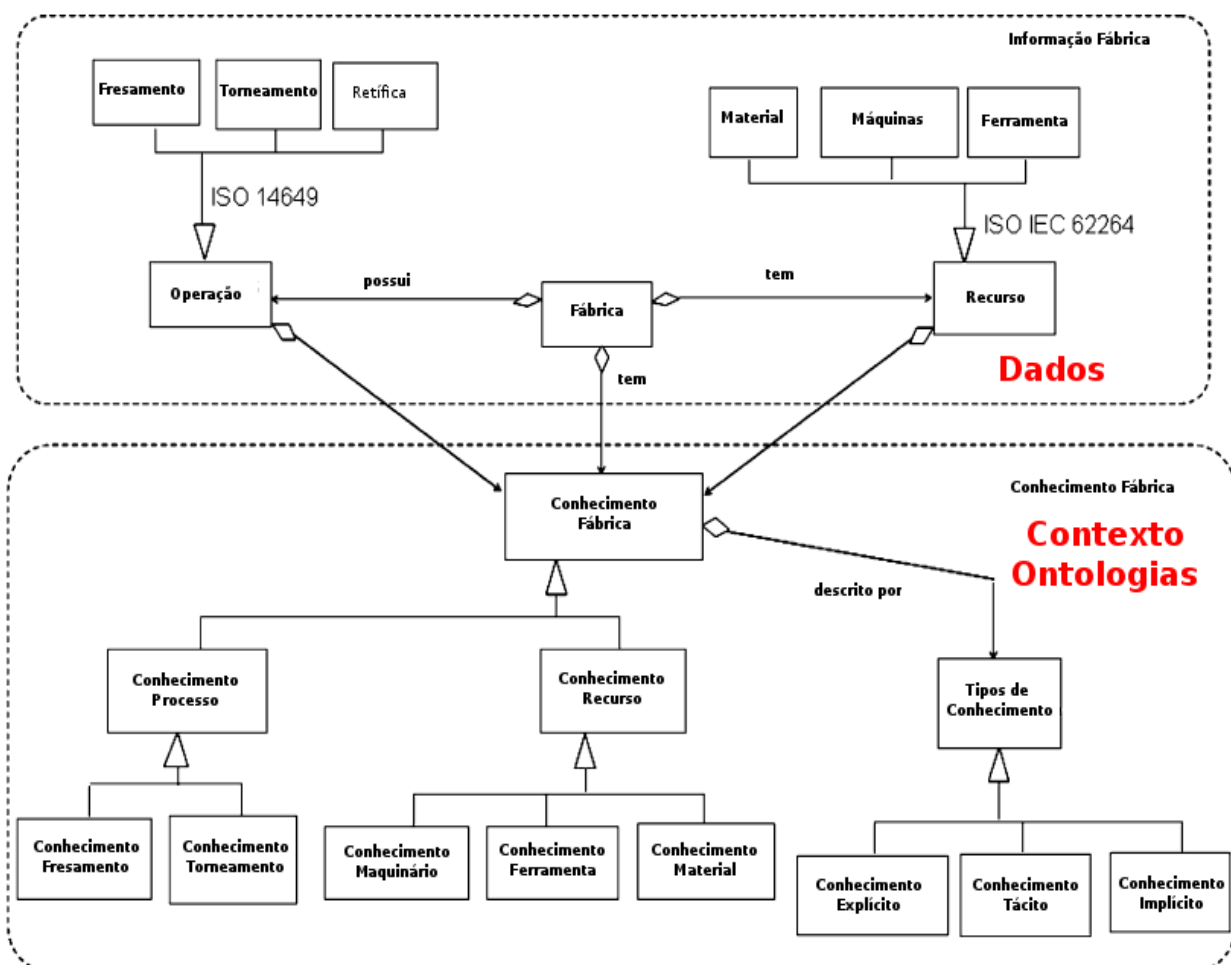 Informação Fábrica
Fresamento
Torneamento
Retífica
Material
Máquinas
Ferramenta
ISO 14649
ISO IEC 62264
Operação
possui
Fábrica
tem
Recurso
tem
Dados
Conhecimento
Fábrica
Conhecimento Fábrica
Contexto
Ontologias
descrito por
Conhecimento
Processo
Conhecimento
Recurso
Tipos de
Conhecimento
Conhecimento
Fresamento
Conhecimento
Torneamento
Conhecimento
Maquinário
Conhecimento
Ferramenta
Conhecimento
Material
Conhecimento
Explícito
Conhecimento
Tácito
Conhecimento
Implícito